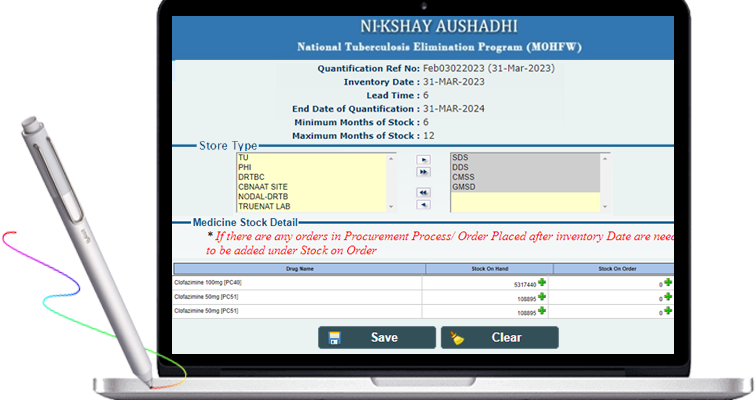 NI-KSHAY AUSHADHI
National Tuberculosis Elimination Program (MOHFW)
Quantification Ref No: Feb03022023 (31-Mar-2023)
Inventory Date : 31-MAR-2023
Lead Time : 6
End Date of Quantification : 31-MAR-2024
Minimum Months of Stock : 6
Maximum Months of Stock : 12
Store Type
TU
PHI
DRTBC
CBNAAT SITE
NODAL-DRTB
TRUENAT LAB
SDS
DDS
CMSS
GMSD
Medicine Stock Detail
* If there are any orders in Procurement Process/ Order Placed after inventory Date are need
to be added under Stock on Order
Drug Name Stock On Hand Stock On Order
Clofazimine 100mg [PC40] 5317440 0
Clofazimine 50mg [PC51] 108895 0
Clofazimine 50mg [PC51] 108895 0
Save Clear